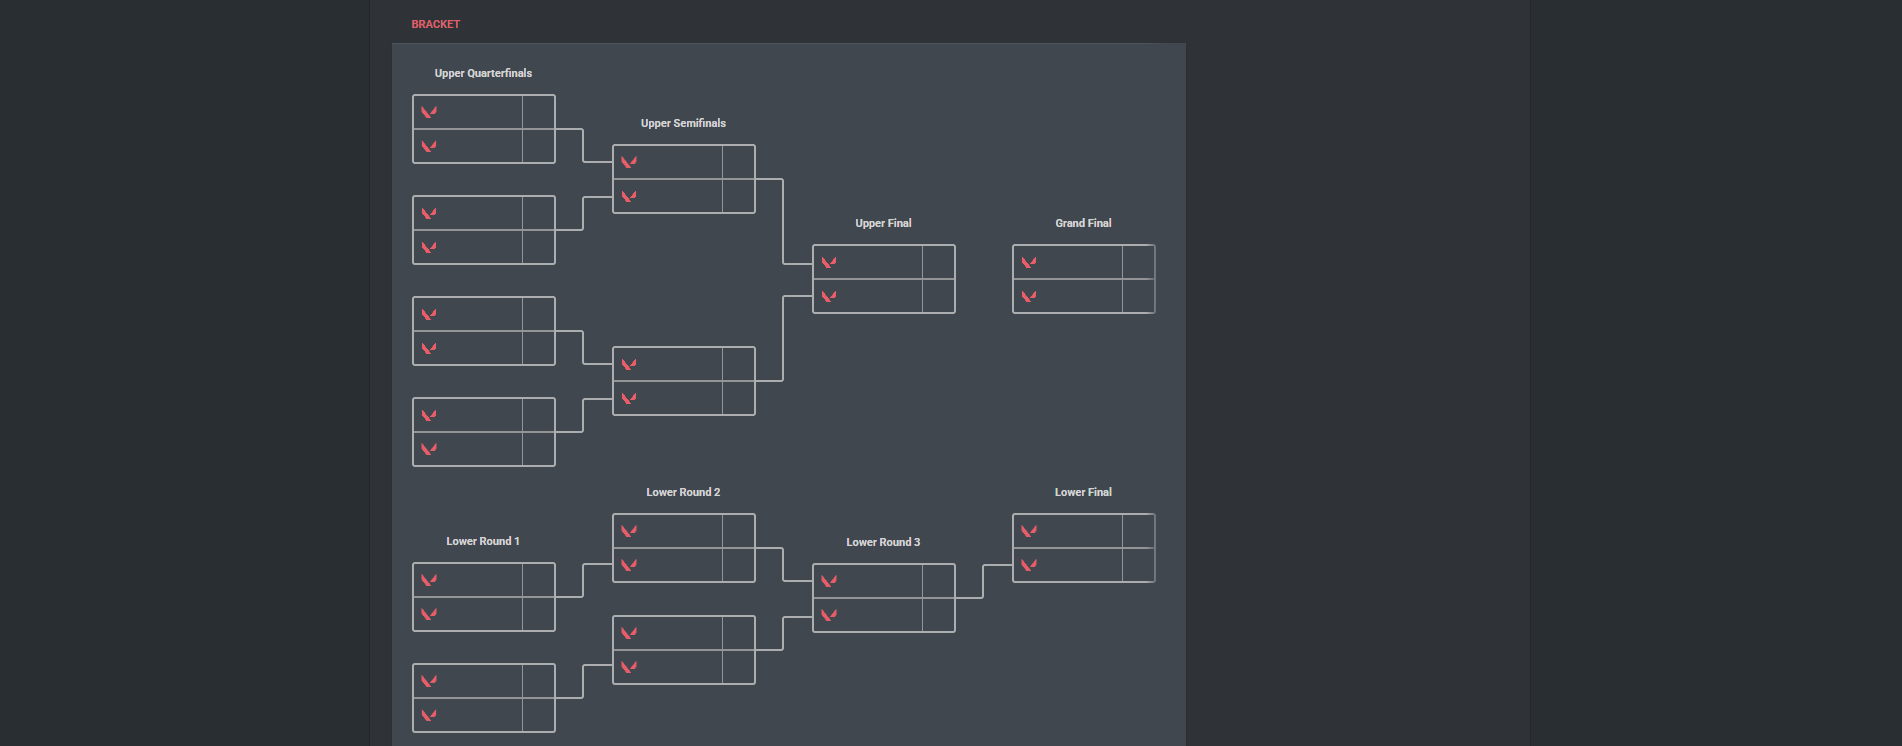 BRACKET
Upper Quarterfinals
Upper Semifinals
Upper Final
Grand Final
Lower Round 1
Lower Round 2
Lower Round 3
Lower Final